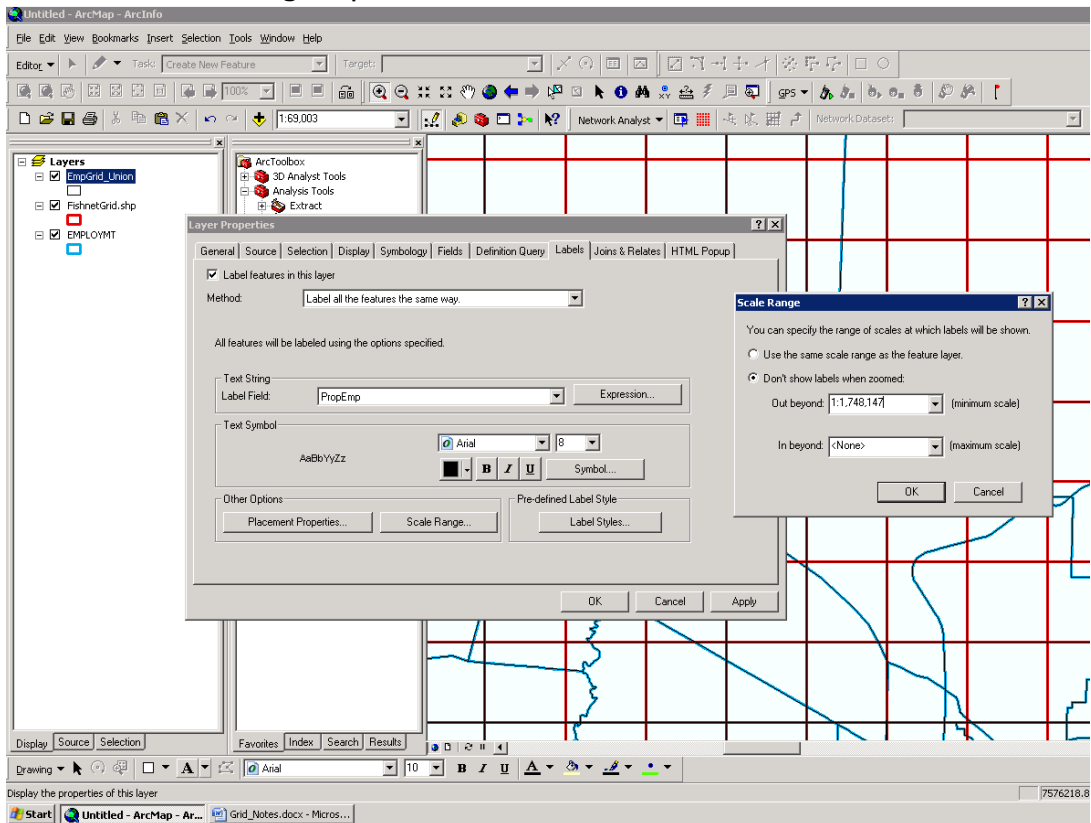 Untitled - ArcMap - ArcInfo
File Edit View Bookmarks Insert Selection Tools Window Help
Editor Task: Create New Feature Target:
100% GPS
1:69,003 Network Analyst Network Dataset:
Layers
EmpGrid_Union
FishnetGrid.shp
EMPLOYMT
ArcToolbox
3D Analyst Tools
Analysis Tools
Extract
Layer Properties
General Source Selection Display Symbology Fields Definition Query Labels Joins & Relates HTML Popup
Label features in this layer
Method: Label all the features the same way.
All features will be labeled using the options specified.
Text String
Label Field: PropEmp Expression...
Text Symbol
AaBbYyZz
Arial 8
B I U Symbol...
Other Options
Placement Properties... Scale Range...
Pre-defined Label Style
Label Styles...
OK Cancel Apply
Scale Range
You can specify the range of scales at which labels will be shown.
Use the same scale range as the feature layer.
Don't show labels when zoomed:
Out beyond: 1:1,748,147 (minimum scale)
In beyond: <None> (maximum scale)
OK Cancel
Display Source Selection
Favorites Index Search Results
Drawing A Arial 10 B I U A
Display the properties of this layer
7576218.8
Start Untitled - ArcMap - Ar... Grid_Notes.docx - Micros...